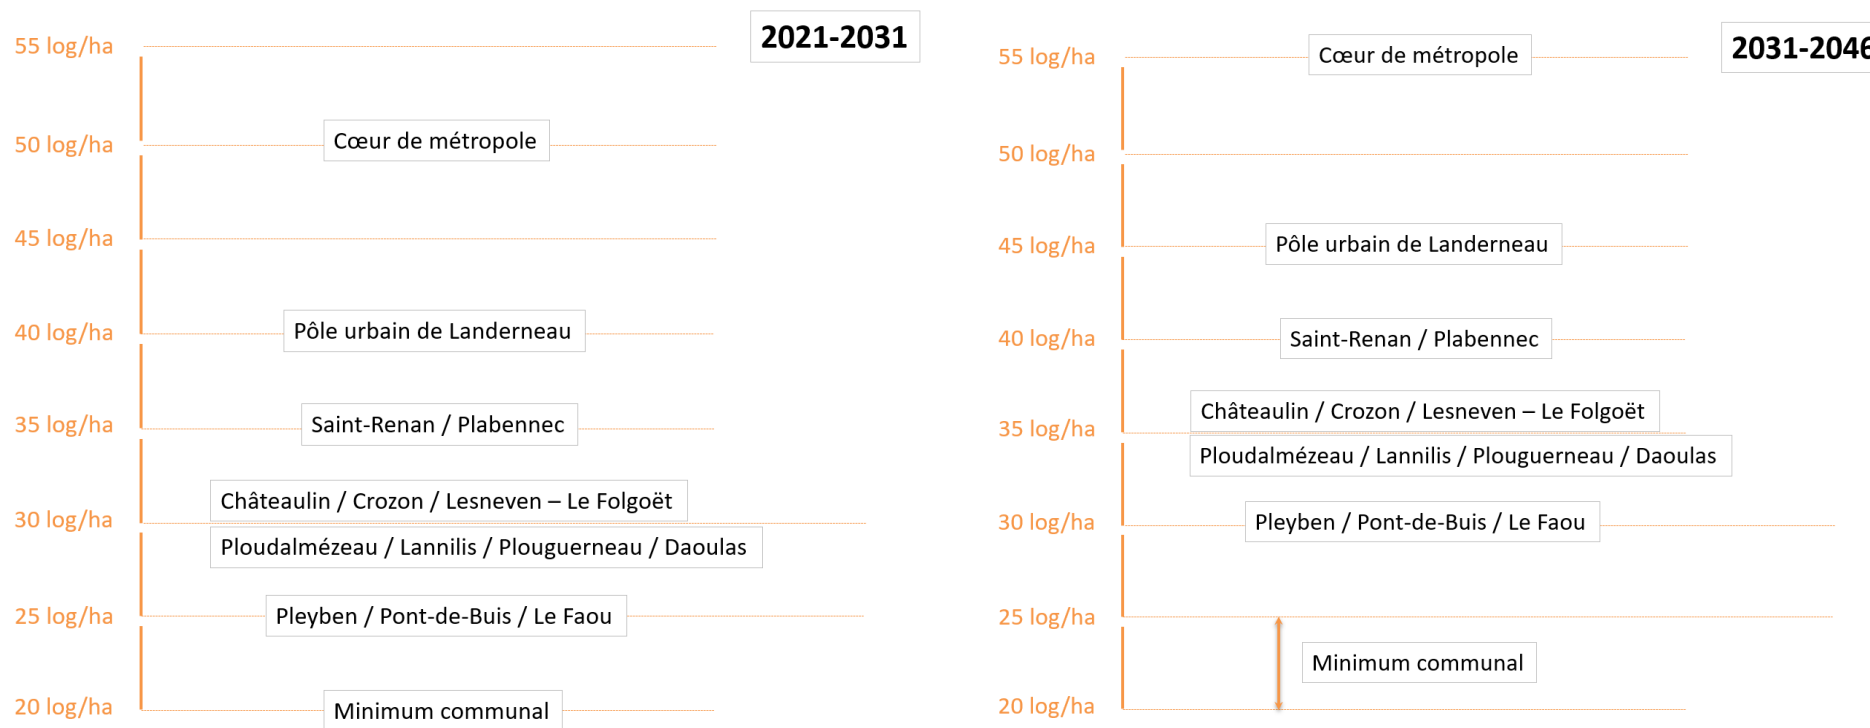 2021-2031
55 log/ha
50 log/ha
Cœur de métropole
45 log/ha
40 log/ha
Pôle urbain de Landerneau
35 log/ha
Saint-Renan / Plabennec
Châteaulin / Crozon / Lesneven – Le Folgoët
30 log/ha
Ploudalmézeau / Lannilis / Plouguerneau / Daoulas
25 log/ha
Pleyben / Pont-de-Buis / Le Faou
20 log/ha
Minimum communal
2031-2046
55 log/ha
Cœur de métropole
50 log/ha
45 log/ha
Pôle urbain de Landerneau
40 log/ha
Saint-Renan / Plabennec
Châteaulin / Crozon / Lesneven – Le Folgoët
35 log/ha
Ploudalmézeau / Lannilis / Plouguerneau / Daoulas
30 log/ha
Pleyben / Pont-de-Buis / Le Faou
25 log/ha
Minimum communal
20 log/ha